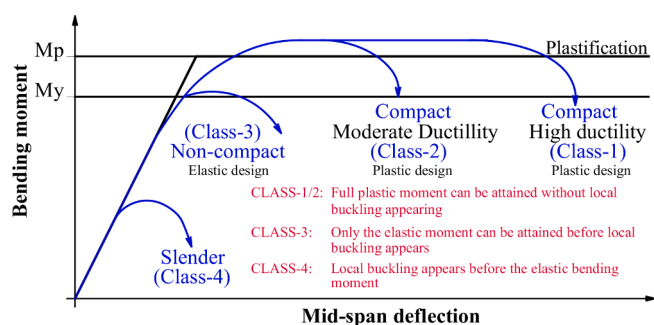 Mp
Plastification
My
Bending moment
(Class-3)
Non-compact
Elastic design
Compact
Moderate Ductillity
(Class-2)
Plastic design
Compact
High ductility
(Class-1)
Plastic design
CLASS-1/2: Full plastic moment can be attained without local
buckling appearing
CLASS-3: Only the elastic moment can be attained before local
buckling appears
CLASS-4: Local buckling appears before the elastic bending
moment
Slender
(Class-4)
Mid-span deflection